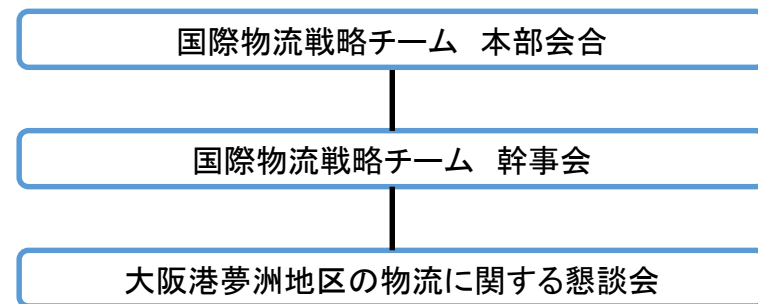 国際物流戦略チーム　本部会合
国際物流戦略チーム　幹事会
大阪港夢洲地区の物流に関する懇談会